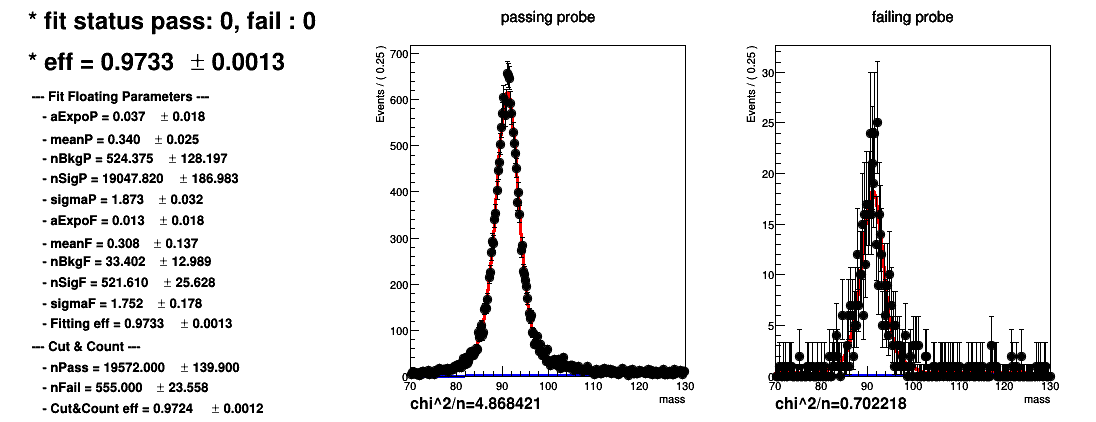 * fit status pass: 0, fail : 0
* eff = 0.9733 ± 0.0013
--- Fit Floating Parameters ---
- aExpoP = 0.037 ± 0.018
- meanP = 0.340 ± 0.025
- nBkgP = 524.375 ± 128.197
- nSigP = 19047.820 ± 186.983
- sigmaP = 1.873 ± 0.032
- aExpoF = 0.013 ± 0.018
- meanF = 0.308 ± 0.137
- nBkgF = 33.402 ± 12.989
- nSigF = 521.610 ± 25.628
- sigmaF = 1.752 ± 0.178
- Fitting eff = 0.9733 ± 0.0013
--- Cut & Count ---
- nPass = 19572.000 ± 139.900
- nFail = 555.000 ± 23.558
- Cut&Count eff = 0.9724 ± 0.0012
passing probe
Events / ( 0.25 )
700
600
500
400
300
200
100
0
70 80 90 100 110 120 130
mass
chi^2/n=4.868421
failing probe
Events / ( 0.25 )
30
25
20
15
10
5
0
70 80 90 100 110 120 130
mass
chi^2/n=0.702218